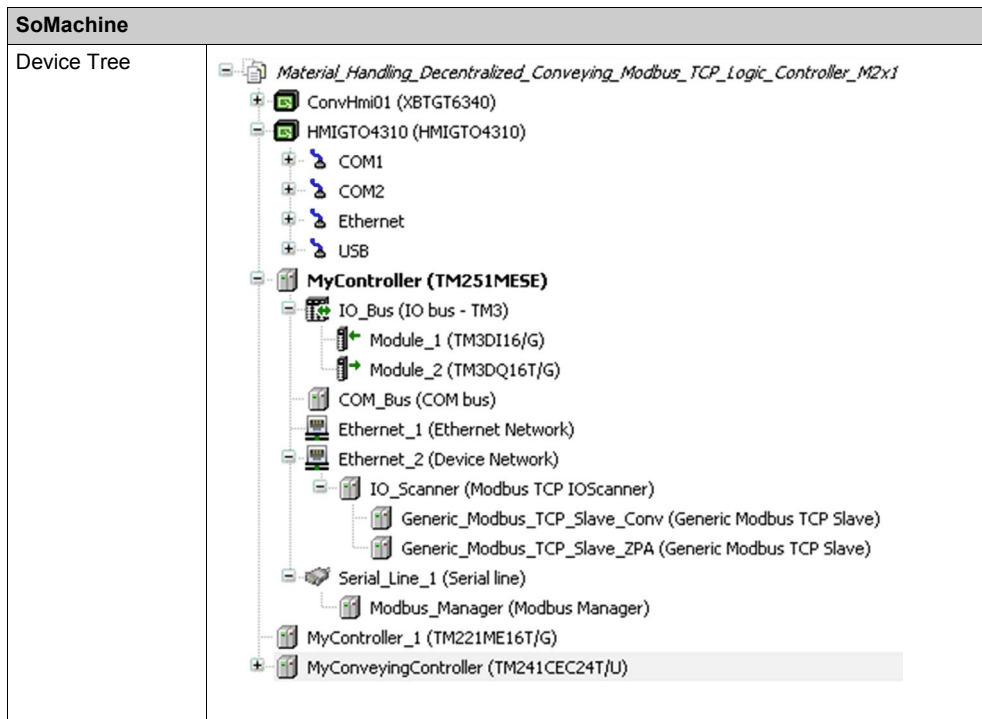 SoMachine
Device Tree
Material_Handling_Decentralized_Conveying_Modbus_TCP_Logic_Controller_M2x1
ConvHmi01 (XBTGT6340)
HMIGTO4310 (HMIGTO4310)
COM1
COM2
Ethernet
USB
MyController (TM251MESE)
IO_Bus (IO bus - TM3)
Module_1 (TM3DI16/G)
Module_2 (TM3DQ16T/G)
COM_Bus (COM bus)
Ethernet_1 (Ethernet Network)
Ethernet_2 (Device Network)
IO_Scanner (Modbus TCP IOScanner)
Generic_Modbus_TCP_Slave_Conv (Generic Modbus TCP Slave)
Generic_Modbus_TCP_Slave_ZPA (Generic Modbus TCP Slave)
Serial_Line_1 (Serial line)
Modbus_Manager (Modbus Manager)
MyController_1 (TM221ME16T/G)
MyConveyingController (TM241CEC24T/U)